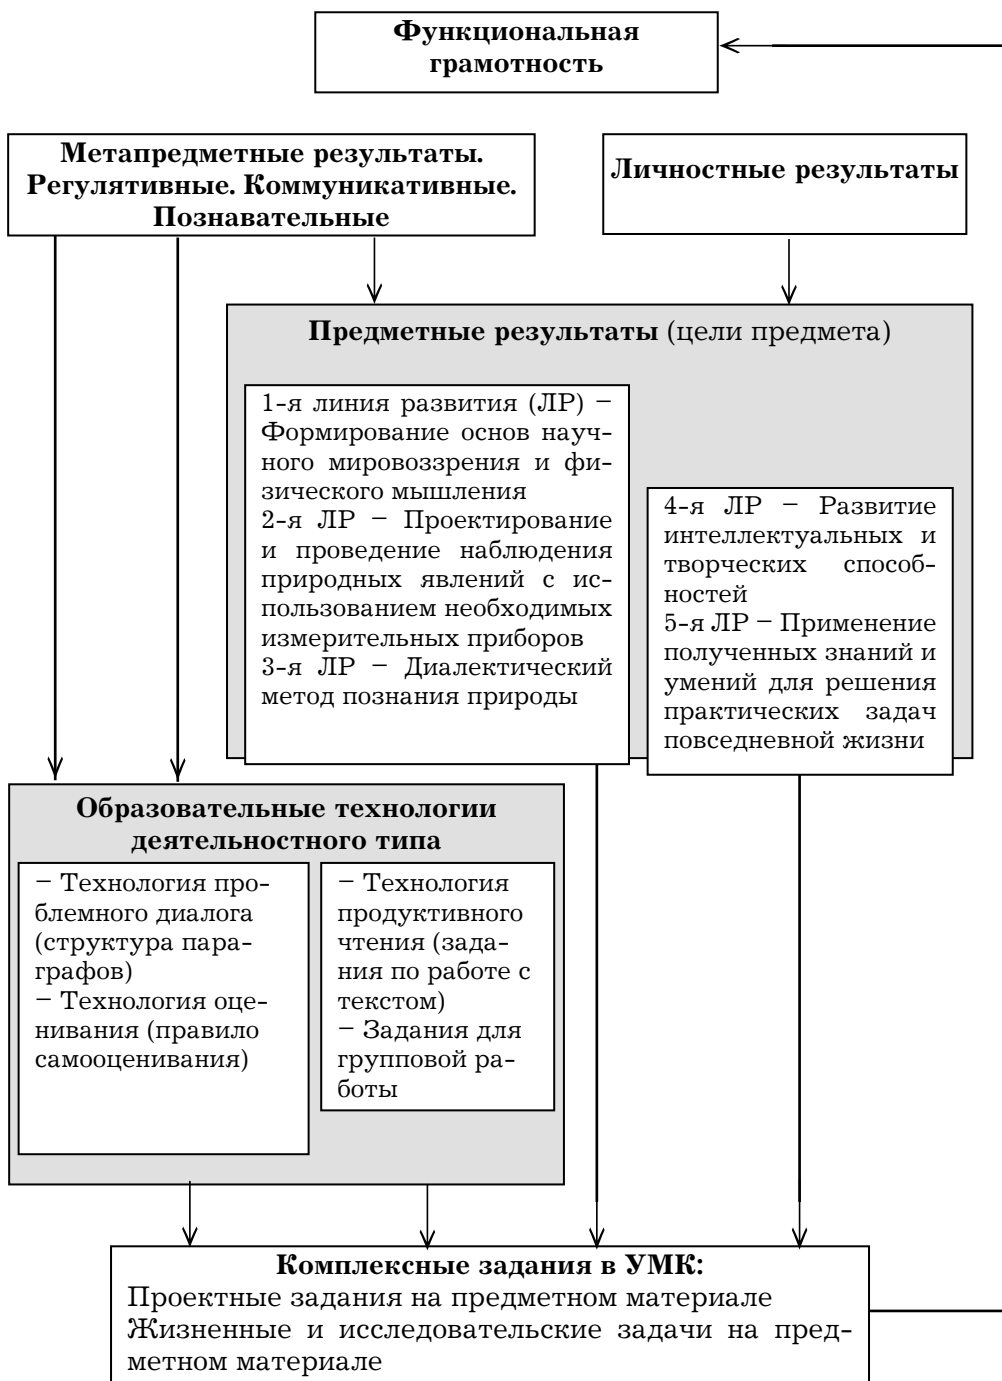 Функциональная
грамотность
Метапредметные результаты.
Регулятивные. Коммуникативные.
Познавательные
Личностные результаты
Предметные результаты (цели предмета)
1-я линия развития (ЛР) –
Формирование основ науч-
ного мировоззрения и фи-
зического мышления
2-я ЛР – Проектирование
и проведение наблюдения
природных явлений с ис-
пользованием необходимых
измерительных приборов
3-я ЛР – Диалектический
метод познания природы
4-я ЛР – Развитие
интеллектуальных и
творческих способ-
ностей
5-я ЛР – Применение
полученных знаний и
умений для решения
практических задач
повседневной жизни
Образовательные технологии
деятельностного типа
– Технология про-
блемного диалога
(структура пара-
графов)
– Технология оце-
нивания (правило
самооценивания)
– Технология
продуктивного
чтения (зада-
ния по работе с
текстом)
– Задания для
групповой ра-
боты
Комплексные задания в УМК:
Проектные задания на предметном материале
Жизненные и исследовательские задачи на пред-
метном материале